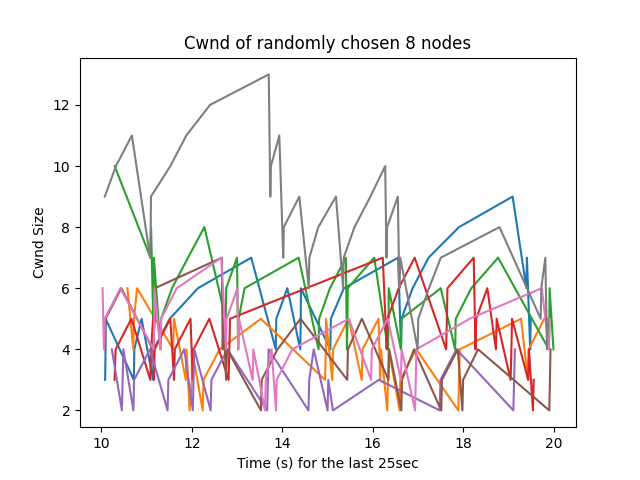 Cwnd of randomly chosen 8 nodes
12
10
8
6
4
2
Cwnd Size
10 12 14 16 18 20
Time (s) for the last 25sec